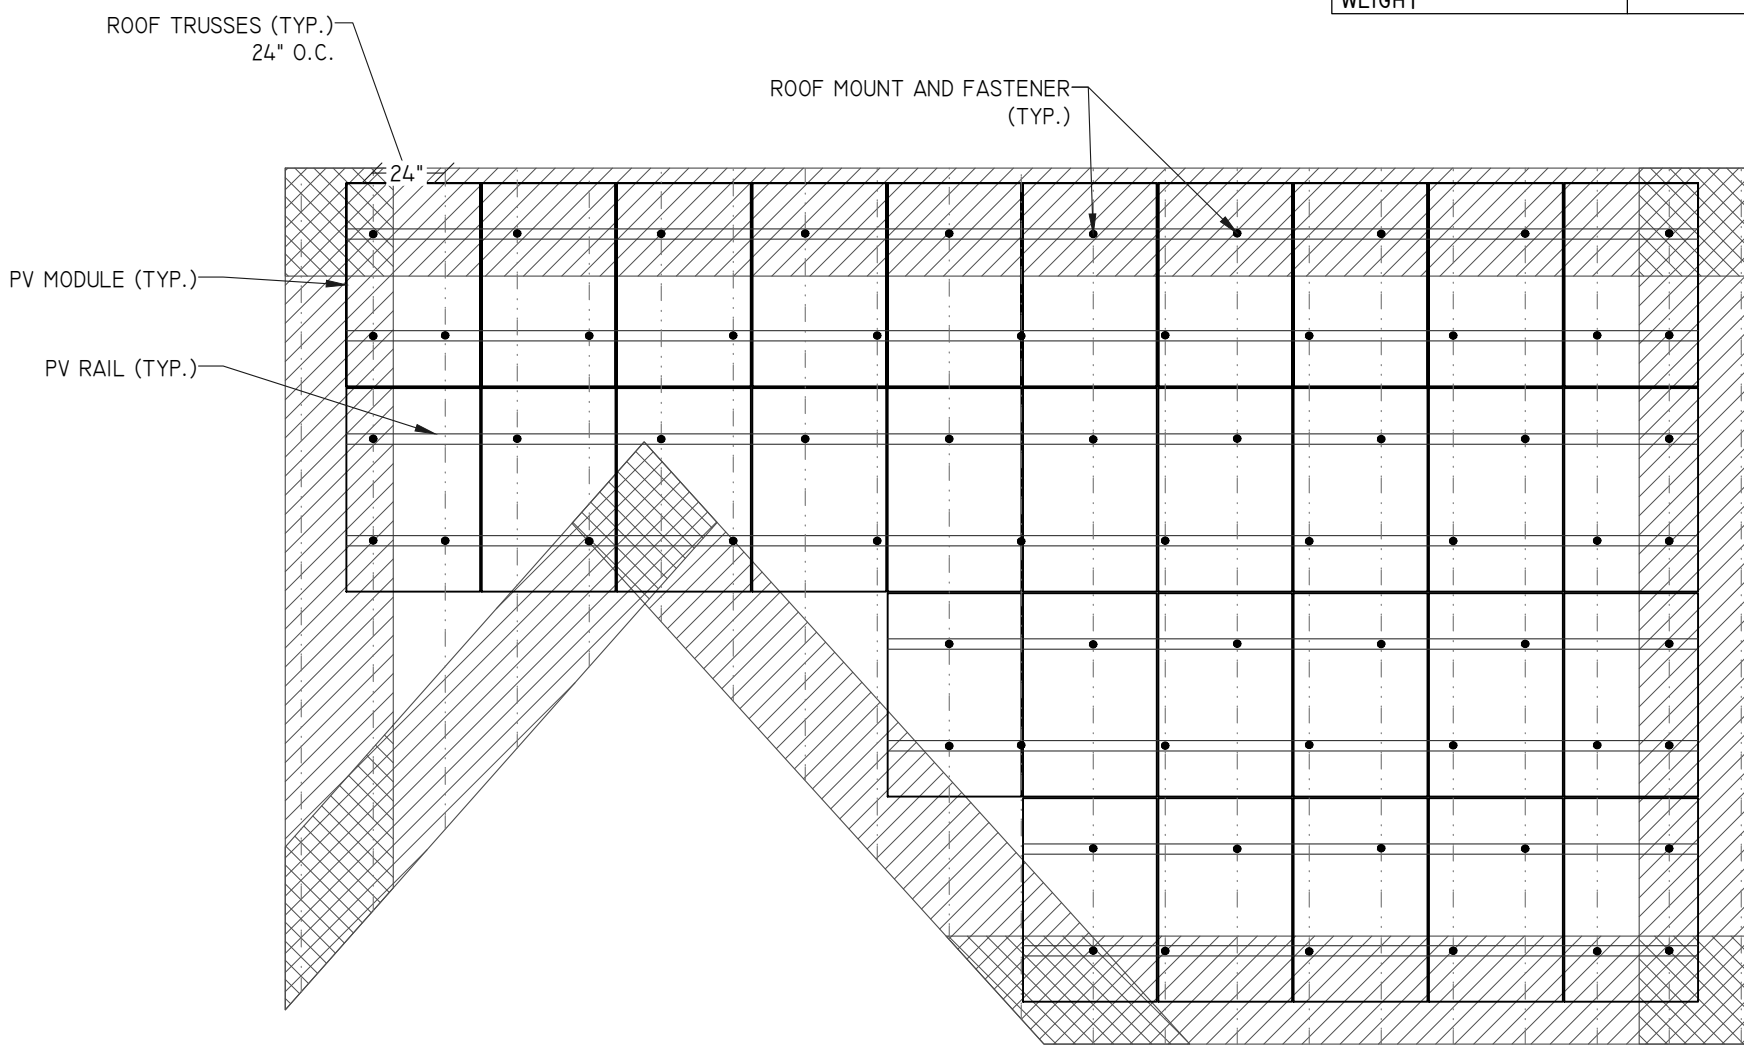 WEIGHT
ROOF TRUSSES (TYP.)
24" O.C.
ROOF MOUNT AND FASTENER
(TYP.)
24"
PV MODULE (TYP.)
PV RAIL (TYP.)